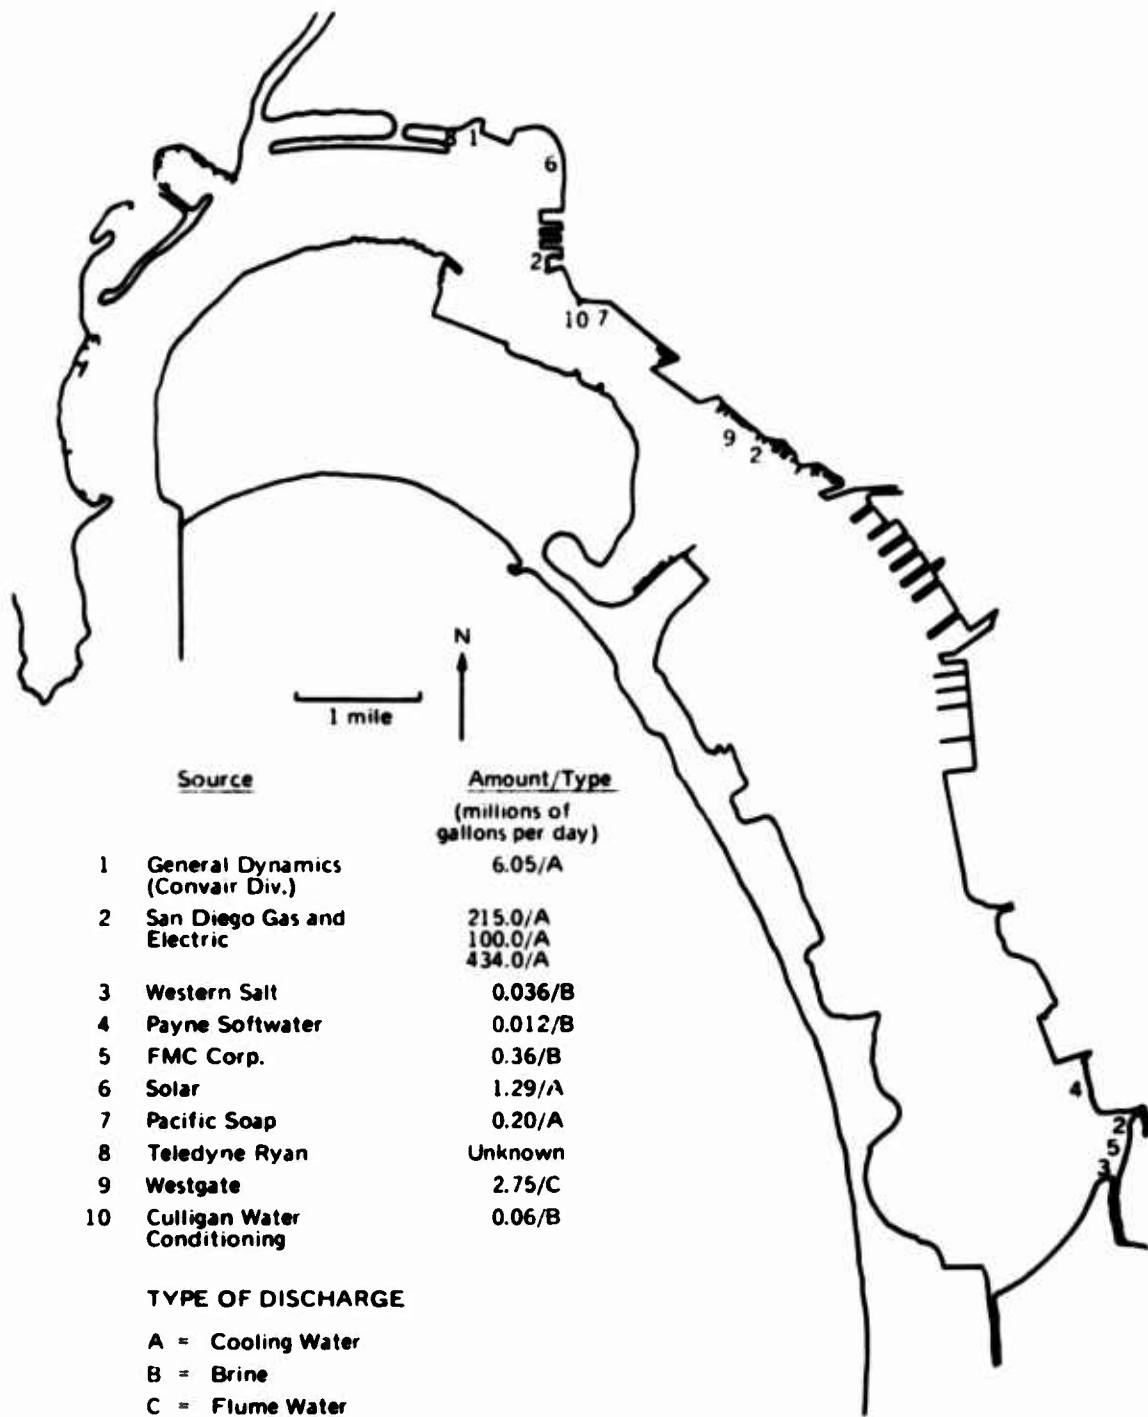 8 1
6
2
10 7
9
2
N
1 mile
4
2
5
3
Source Amount/Type
(millions of
gallons per day)
1 General Dynamics 6.05/A
(Convair Div.)
2 San Diego Gas and 215.0/A
Electric 100.0/A
434.0/A
3 Western Salt 0.036/B
4 Payne Softwater 0.012/B
5 FMC Corp. 0.36/B
6 Solar 1.29/A
7 Pacific Soap 0.20/A
8 Teledyne Ryan Unknown
9 Westgate 2.75/C
10 Culligan Water 0.06/B
Conditioning
TYPE OF DISCHARGE
A = Cooling Water
B = Brine
C = Flume Water